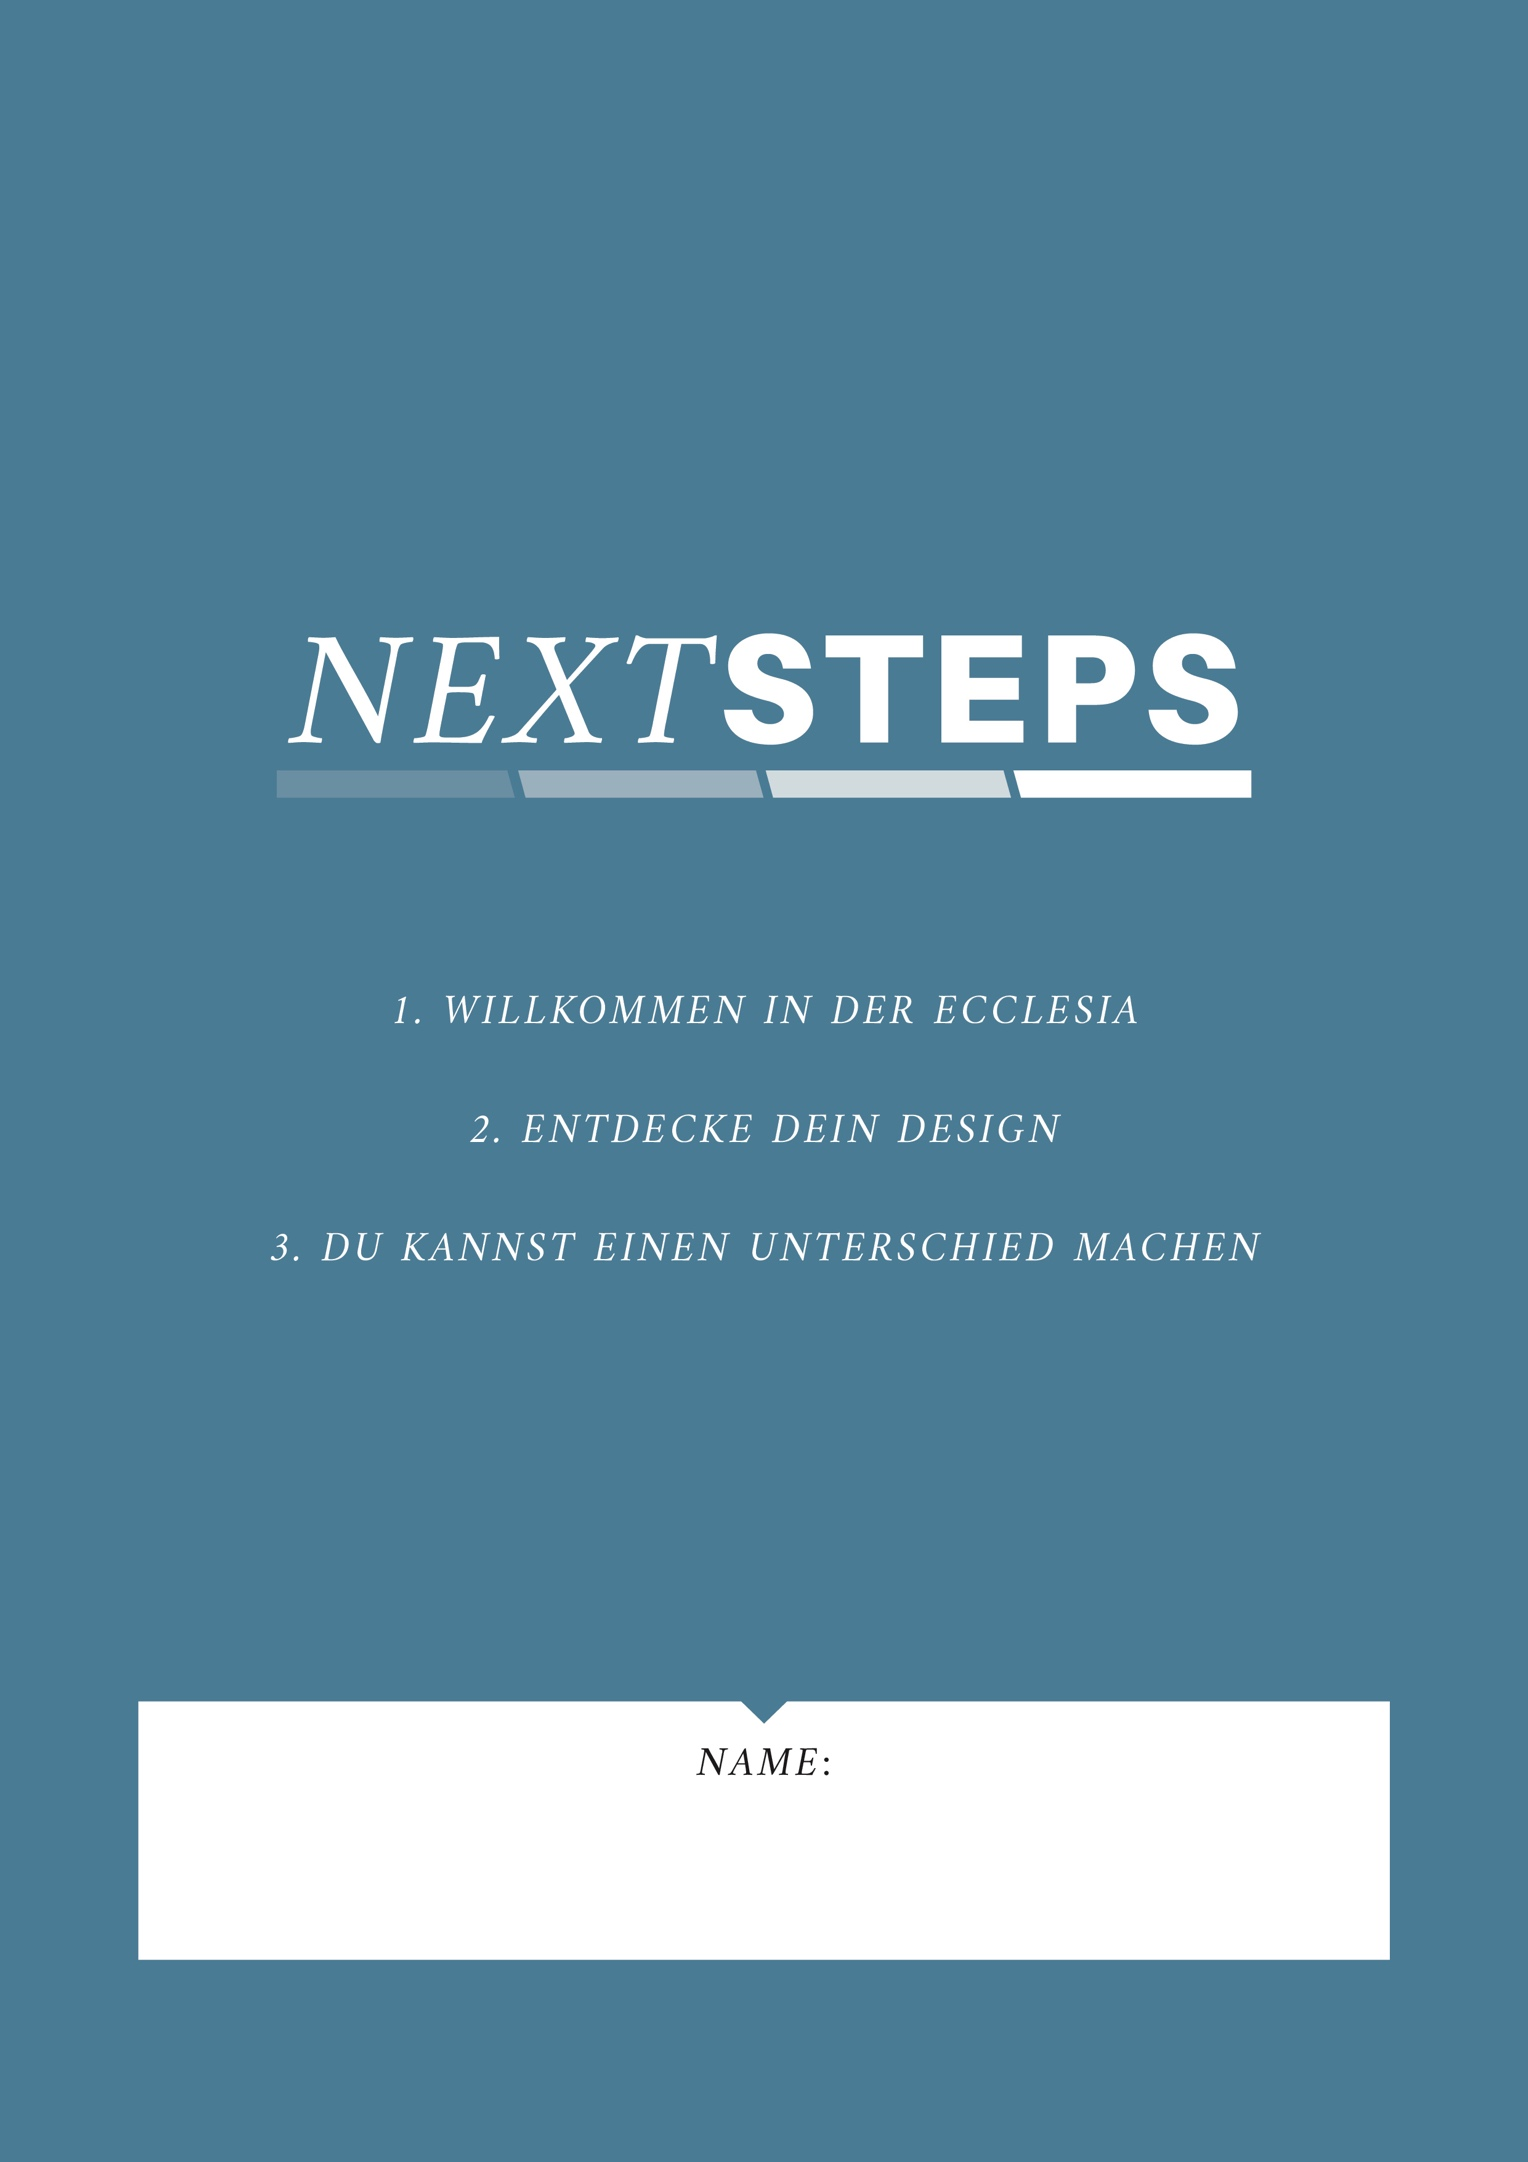 NEXTSTEPS
1. WILLKOMMEN IN DER ECCLESIA
2. ENTDECKE DEIN DESIGN
3. DU KANNST EINEN UNTERSCHIED MACHEN
NAME: